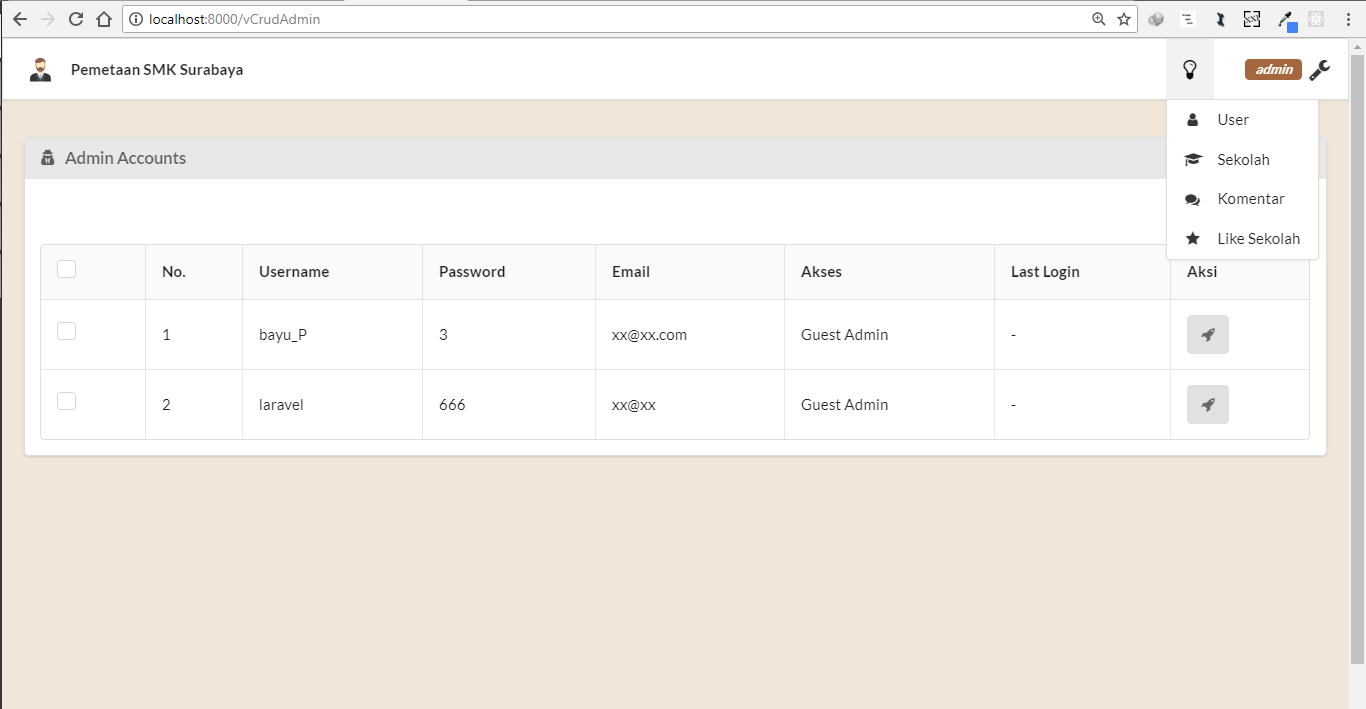 localhost:8000/vCrudAdmin
Pemetaan SMK Surabaya
admin
User
Sekolah
Komentar
Like Sekolah
Admin Accounts
No. Username Password Email Akses Last Login Aksi
1 bayu_P 3 xx@xx.com Guest Admin -
2 laravel 666 xx@xx Guest Admin -